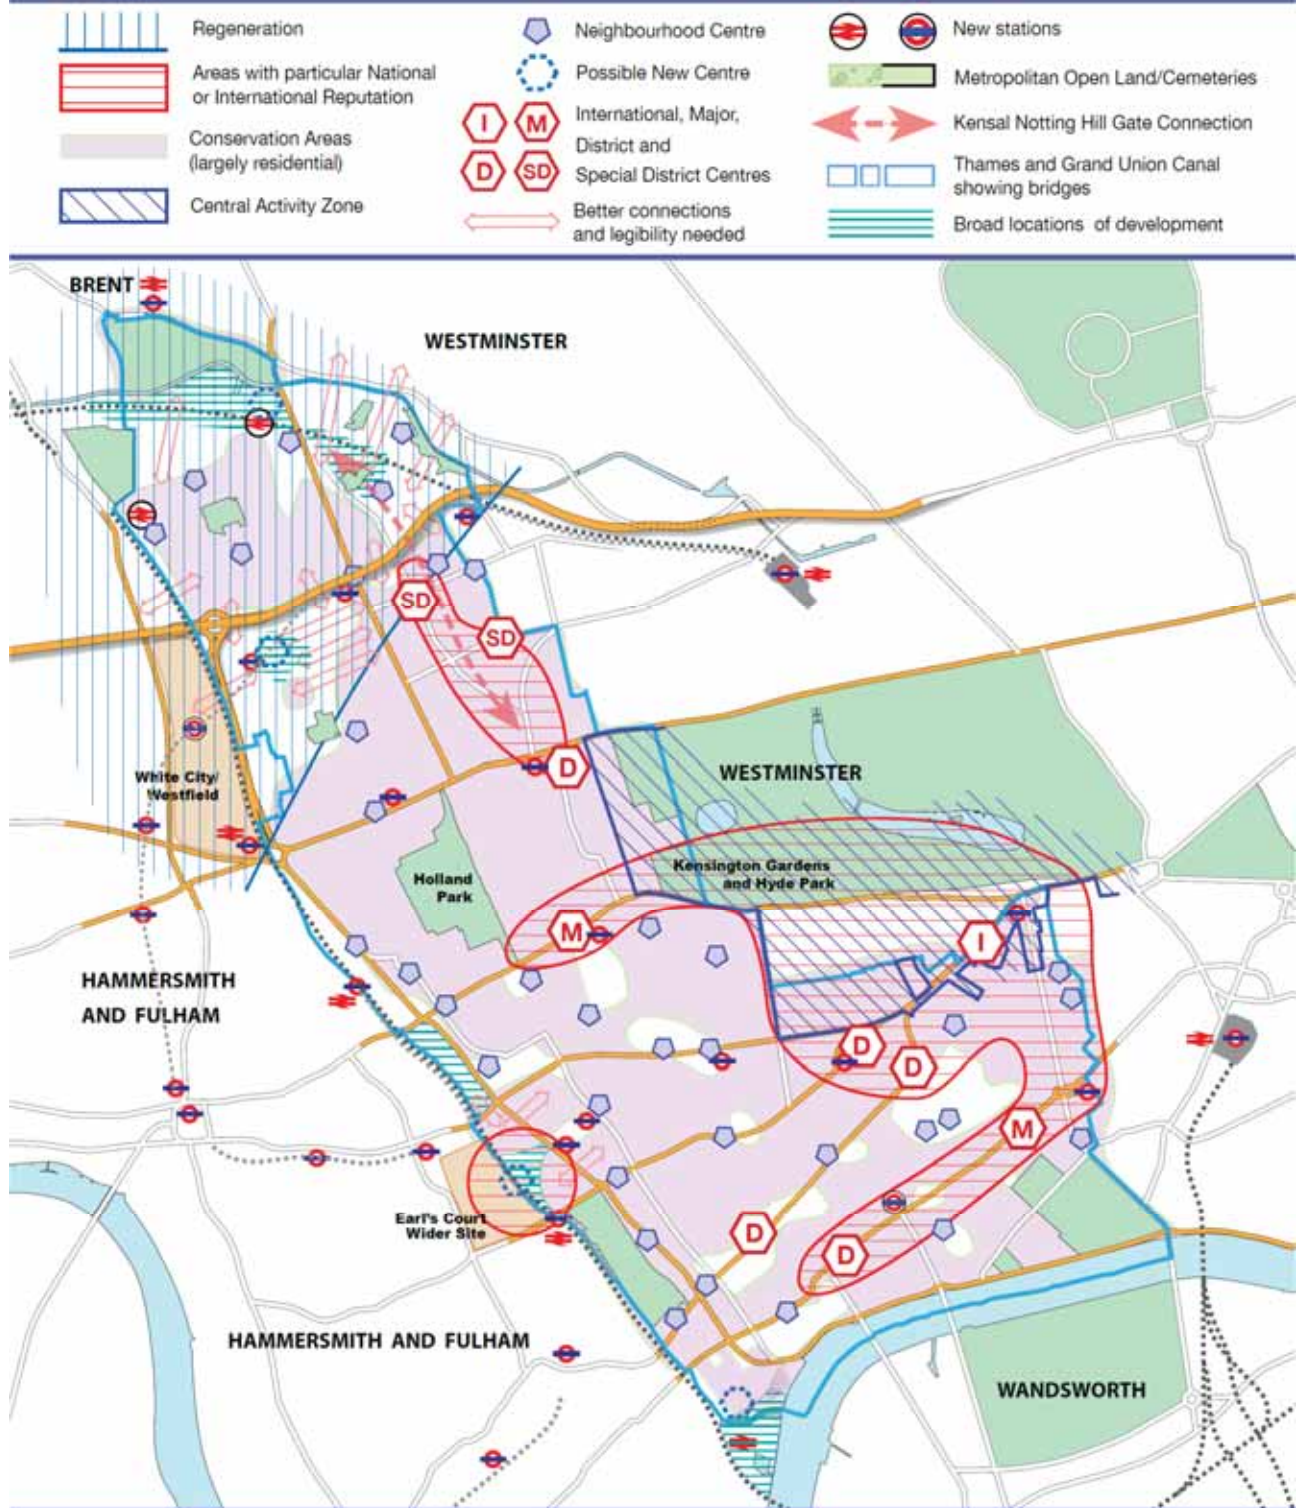 Regeneration
Areas with particular National
or International Reputation
Conservation Areas
(largely residential)
Central Activity Zone
Neighbourhood Centre
Possible New Centre
I M
International, Major,
District and
D SD
Special District Centres
Better connections
and legibility needed
New stations
Metropolitan Open Land/Cemeteries
Kensal Notting Hill Gate Connection
Thames and Grand Union Canal
showing bridges
Broad locations of development
BRENT
WESTMINSTER
SD
SD
D
White City/
Westfield
WESTMINSTER
Holland
Park
Kensington Gardens
and Hyde Park
M
I
HAMMERSMITH
AND FULHAM
D
D
M
Earl's Court
Wider Site
D
D
HAMMERSMITH AND FULHAM
WANDSWORTH